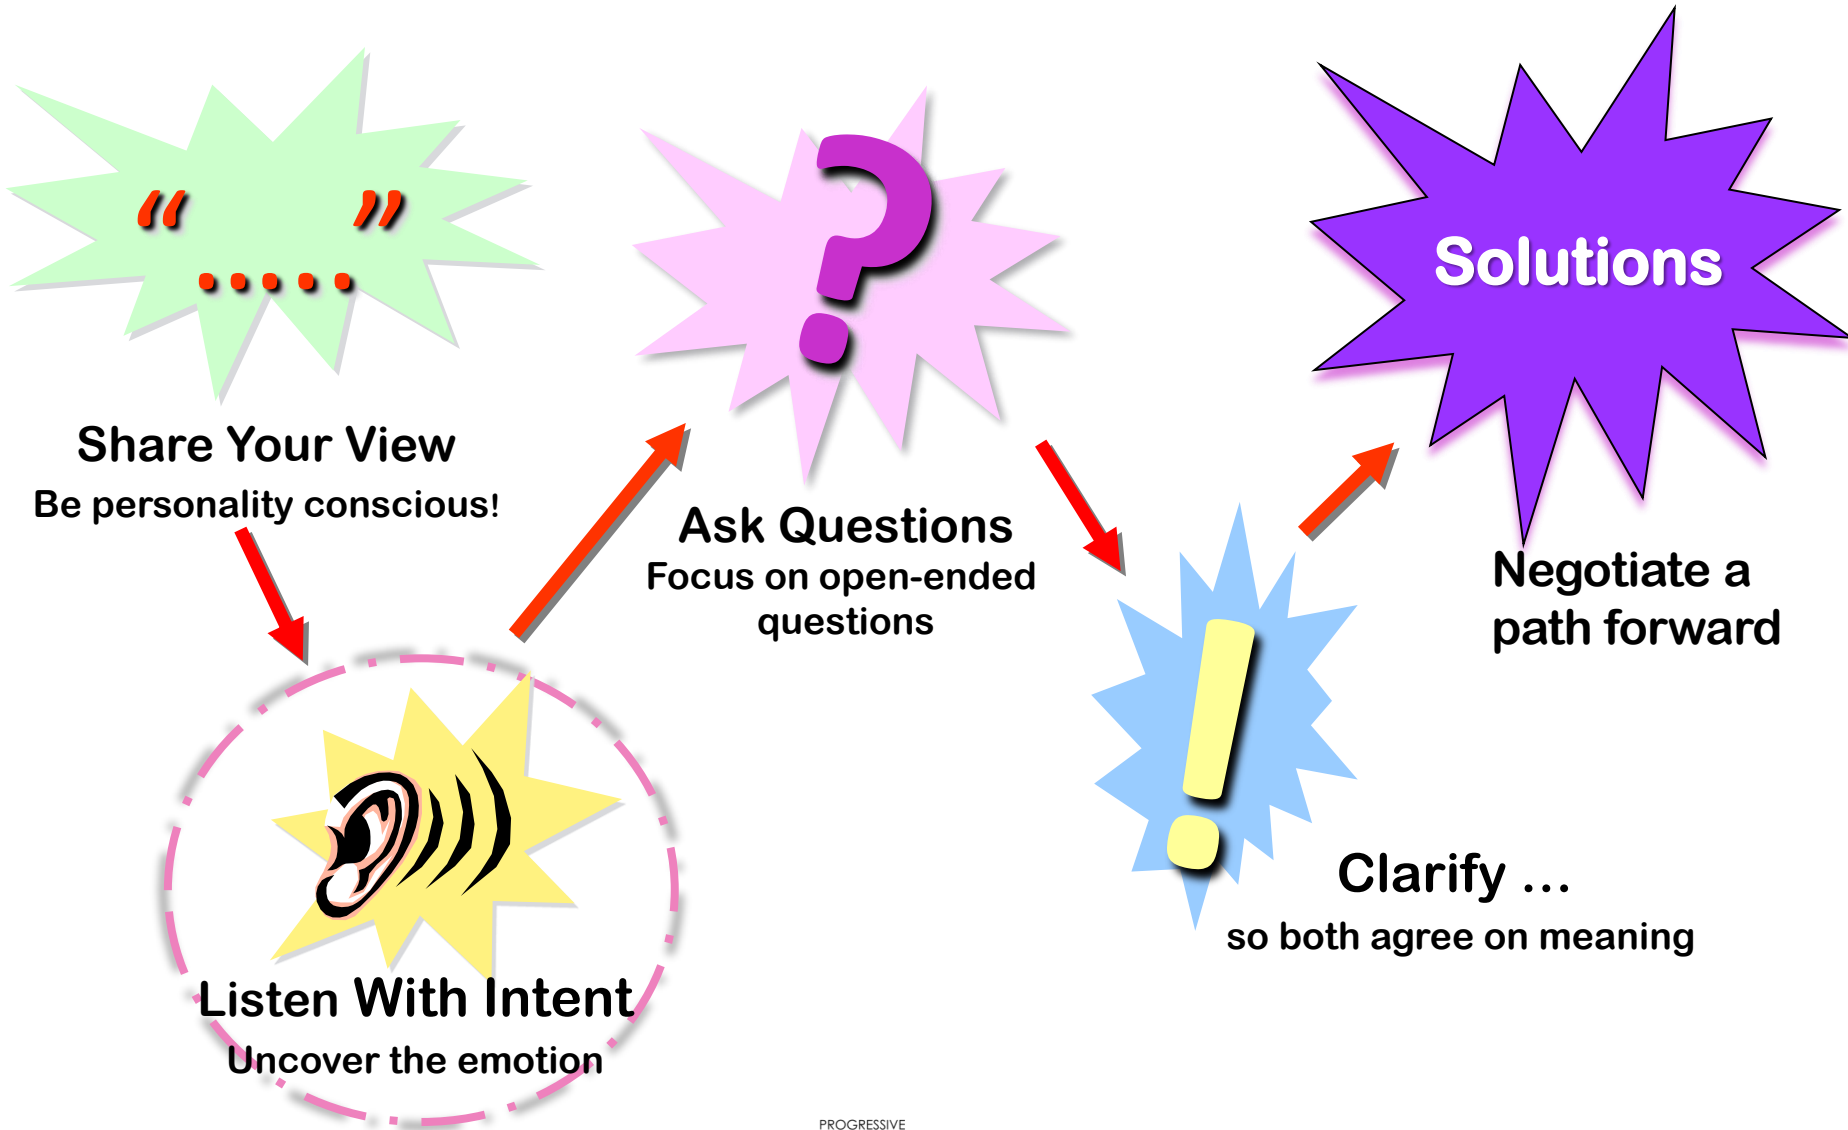 “ ..... ”
Share Your View
Be personality conscious!
Listen With Intent
Uncover the emotion
?
Ask Questions
Focus on open-ended
questions
!
Clarify ...
so both agree on meaning
Solutions
Negotiate a
path forward
PROGRESSIVE